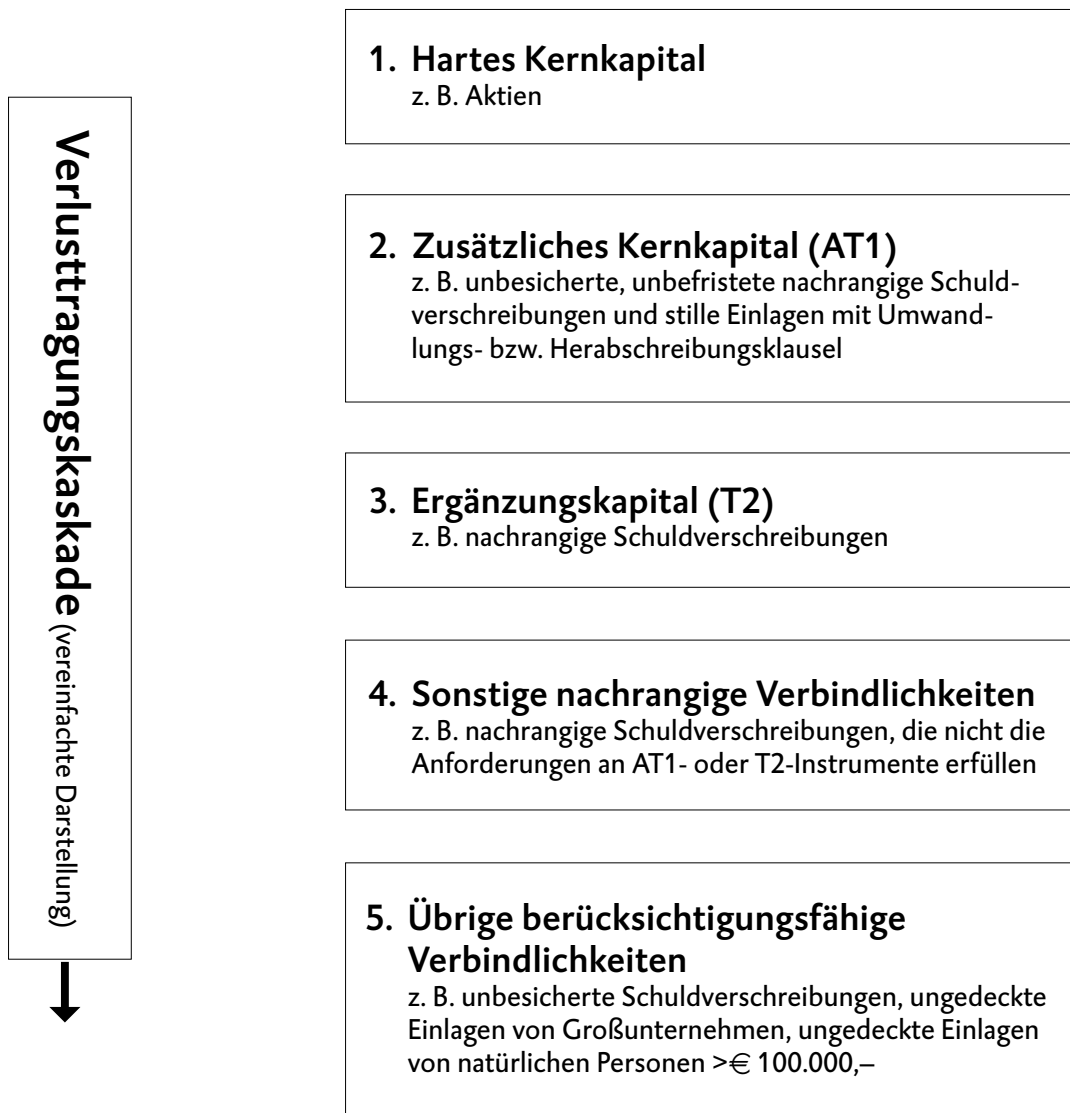 Verlusttragungskaskade (vereinfachte Darstellung)
1. Hartes Kernkapital
z. B. Aktien
2. Zusätzliches Kernkapital (AT1)
z. B. unbesicherte, unbefristete nachrangige Schuld-
verschreibungen und stille Einlagen mit Umwand-
lungs- bzw. Herabschreibungsklausel
3. Ergänzungskapital (T2)
z. B. nachrangige Schuldverschreibungen
4. Sonstige nachrangige Verbindlichkeiten
z. B. nachrangige Schuldverschreibungen, die nicht die
Anforderungen an AT1- oder T2-Instrumente erfüllen
5. Übrige berücksichtigungsfähige
Verbindlichkeiten
z. B. unbesicherte Schuldverschreibungen, ungedeckte
Einlagen von Großunternehmen, ungedeckte Einlagen
von natürlichen Personen >€ 100.000,–